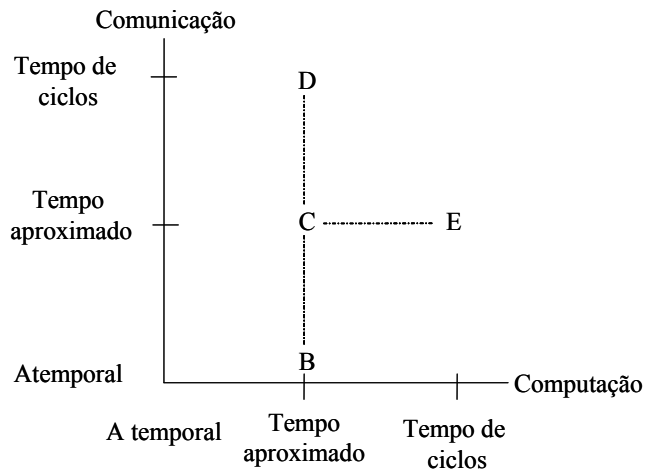 Comunicação
Tempo de
ciclos
D
Tempo
aproximado
C
E
B
Atemporal
Computação
A temporal
Tempo
aproximado
Tempo de
ciclos